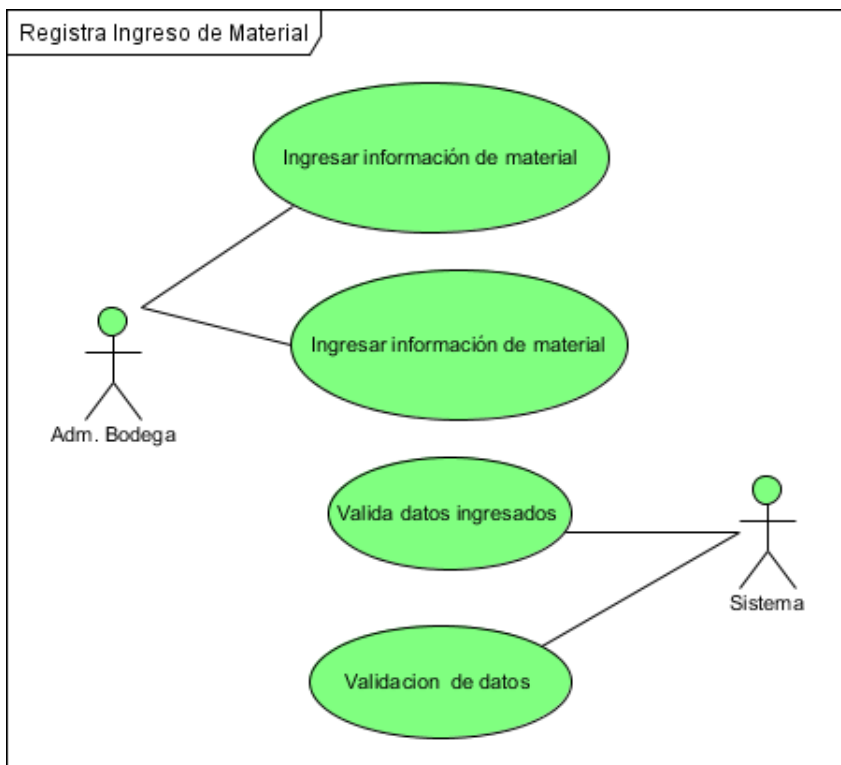 Registra Ingreso de Material
Ingresar información de material
Ingresar información de material
Adm. Bodega
Valida datos ingresados
Sistema
Validacion de datos